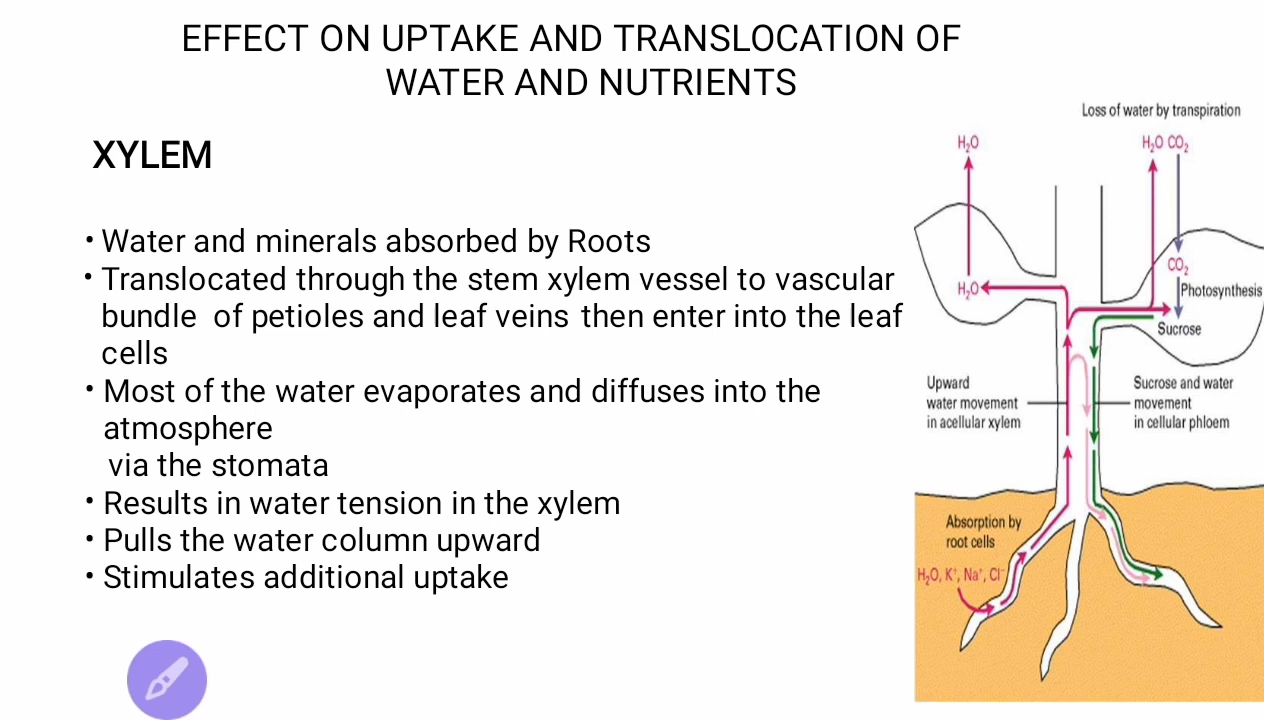 EFFECT ON UPTAKE AND TRANSLOCATION OF
WATER AND NUTRIENTS
XYLEM
• Water and minerals absorbed by Roots
• Translocated through the stem xylem vessel to vascular
bundle of petioles and leaf veins then enter into the leaf
cells
• Most of the water evaporates and diffuses into the
atmosphere
via the stomata
• Results in water tension in the xylem
• Pulls the water column upward
• Stimulates additional uptake
Loss of water by transpiration
H₂O
H₂O CO₂
CO₂
H₂O
Photosynthesis
Sucrose
Upward
water movement
in acellular xylem
Sucrose and water
movement
in cellular phloem
Absorption by
root cells
H₂O, K⁺, Na⁺, Cl⁻